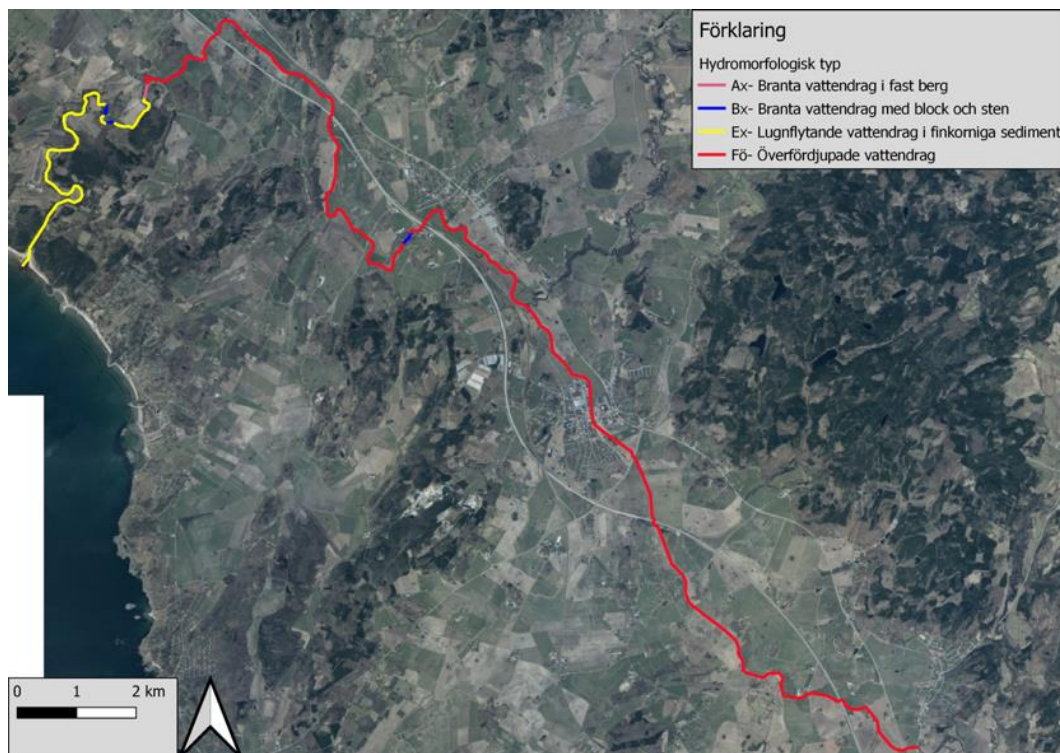 Förklaring
Hydromorfologisk typ
Ax- Branta vattendrag i fast berg
Bx- Branta vattendrag med block och sten
Ex- Lugnflytande vattendrag i finkorniga sediment
Fö- Överfördjupade vattendrag
0 1 2 km